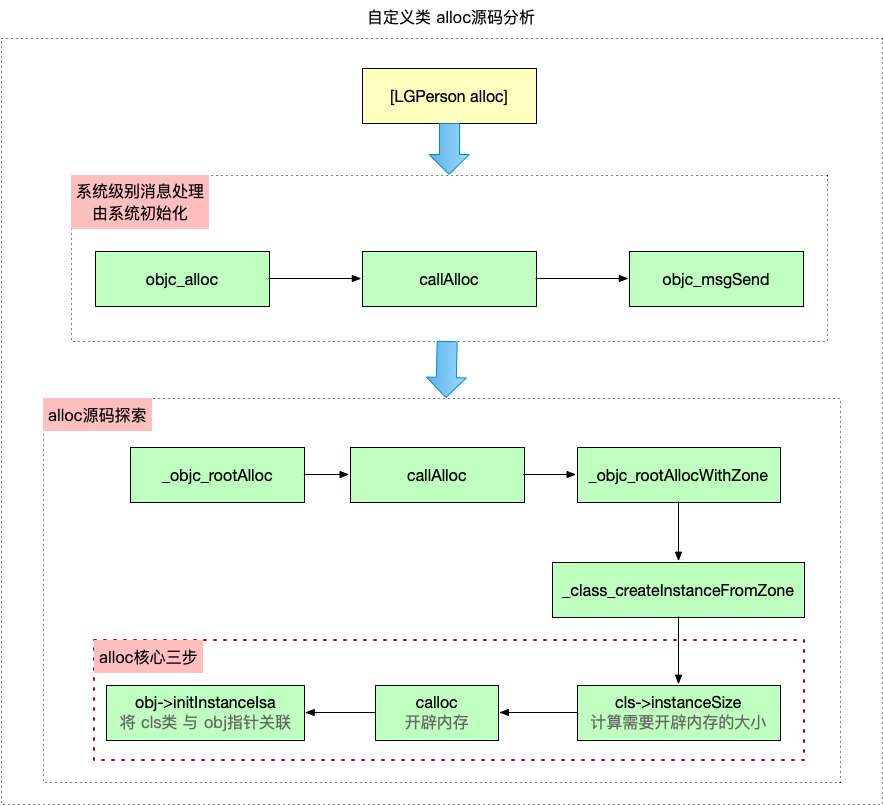 自定义类 alloc源码分析
[LGPerson alloc]
系统级别消息处理
由系统初始化
objc_alloc
callAlloc
objc_msgSend
alloc源码探索
_objc_rootAlloc
callAlloc
_objc_rootAllocWithZone
_class_createInstanceFromZone
alloc核心三步
obj->initInstanceIsa
将 cls类 与 obj指针关联
calloc
开辟内存
cls->instanceSize
计算需要开辟内存的大小